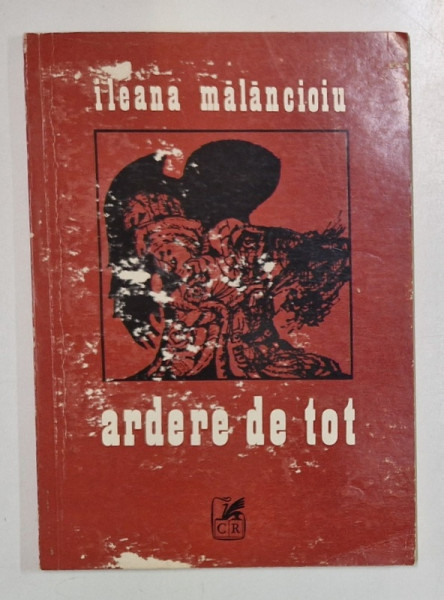 ileana mălăncioiu
ardere de tot
CR